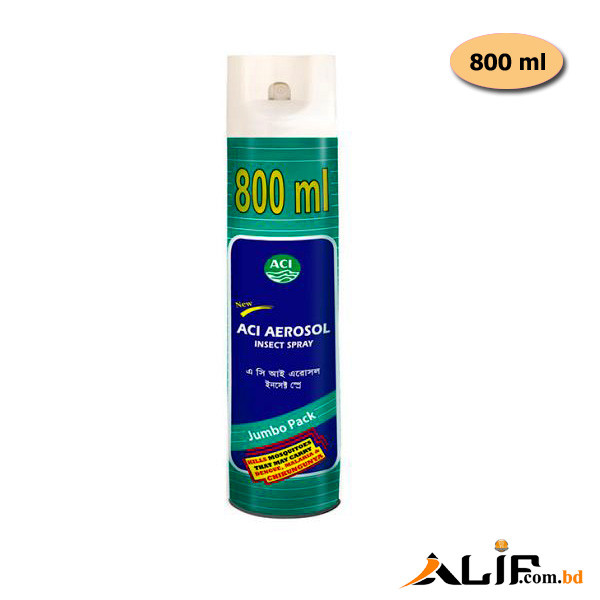 800 ml
800 ml
ACI
New
ACI AEROSOL
INSECT SPRAY
এ সি আই এরোসল
ইনসেক্ট স্প্রে
Jumbo Pack
KILLS MOSQUITOES
THAT MAY CARRY
DENGUE, MALARIA &
CHIKUNGUNYA
ALIF.com.bd